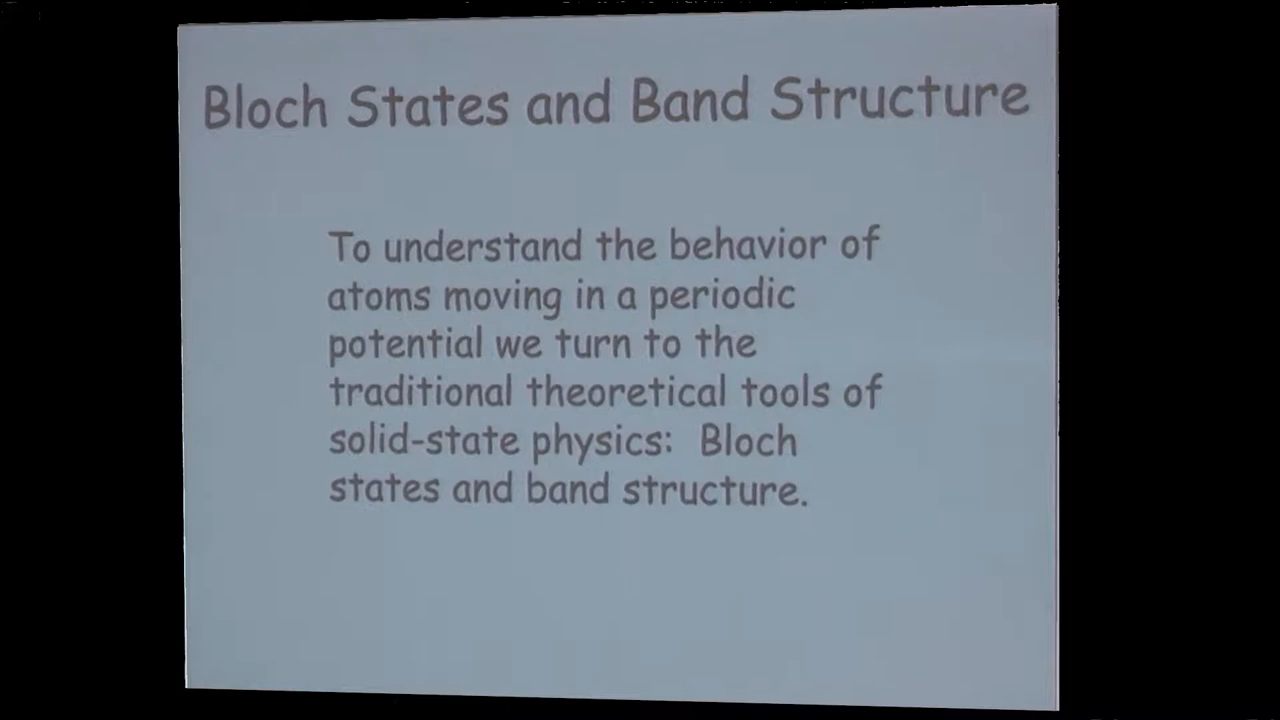 Bloch States and Band Structure
To understand the behavior of
atoms moving in a periodic
potential we turn to the
traditional theoretical tools of
solid-state physics: Bloch
states and band structure.